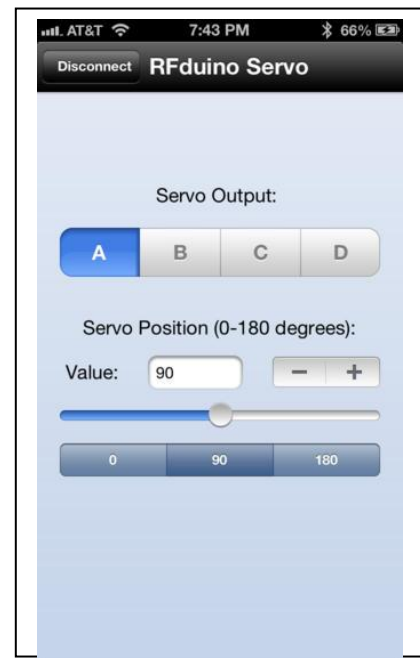 AT&T 7:43 PM 66%
Disconnect RFduino Servo
Servo Output:
A B C D
Servo Position (0-180 degrees):
Value: 90 − +
0 90 180